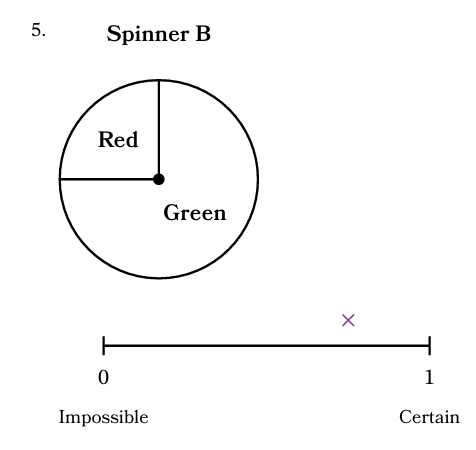 5. Spinner B
Red
Green
×
0 1
Impossible Certain